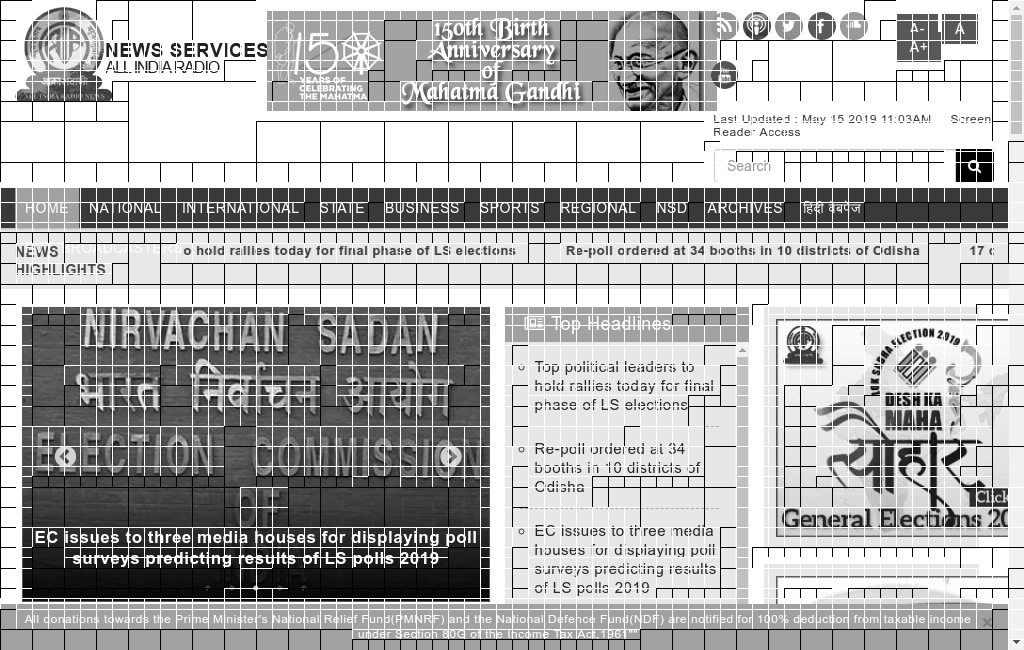 NEWS SERVICES
ALL INDIA RADIO
ALL INDIA RADIO NEWS
150
YEARS OF
CELEBRATING
THE MAHATMA
150th Birth
Anniversary
of
Mahatma Gandhi
A- A
A+
Last Updated : May 15 2019 11:03AM Screen
Reader Access
Search
HOME NATIONAL INTERNATIONAL STATE BUSINESS SPORTS REGIONAL NSD ARCHIVES हिंदी वेबपेज
BROADCASTERS
NEWS
HIGHLIGHTS
o hold rallies today for final phase of LS elections Re-poll ordered at 34 booths in 10 districts of Odisha 17 c
NIRVACHAN SADAN
भारत निर्वाचन आयोग
ELECTION COMMISSION
OF
EC issues to three media houses for displaying poll
surveys predicting results of LS polls 2019
Top Headlines
Top political leaders to
hold rallies today for final
phase of LS elections
Re-poll ordered at 34
booths in 10 districts of
Odisha
EC issues to three media
houses for displaying poll
surveys predicting results
of LS polls 2019
LOK SABHA ELECTION 2019
DESH KA
MAHA
त्योहार
Click
General Elections 20
All donations towards the Prime Minister's National Relief Fund(PMNRF) and the National Defence Fund(NDF) are notified for 100% deduction from taxable income
under Section 80G of the Income Tax Act,1961""